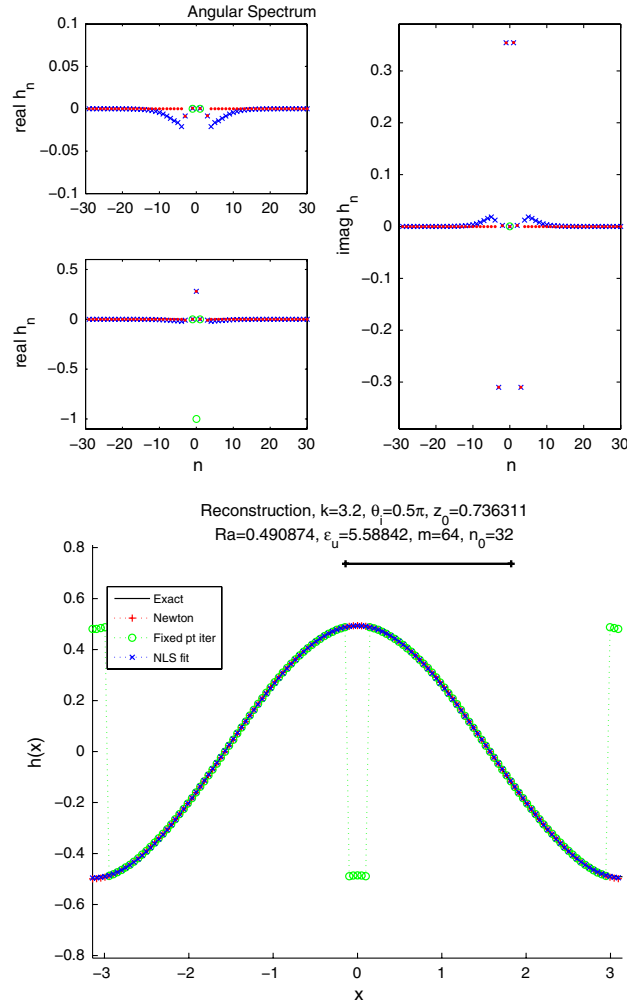 Angular Spectrum
real h_n
0.1
0.05
0
−0.05
−0.1
−30 −20 −10 0 10 20 30
real h_n
0.5
0
−0.5
−1
−30 −20 −10 0 10 20 30
n
imag h_n
0.3
0.2
0.1
0
−0.1
−0.2
−0.3
−30 −20 −10 0 10 20 30
n
Reconstruction, k=3.2, θ_i=0.5π, z_0=0.736311
Ra=0.490874, ε_u=5.58842, m=64, n_0=32
Exact
Newton
Fixed pt iter
NLS fit
h(x)
0.8
0.6
0.4
0.2
0
−0.2
−0.4
−0.6
−0.8
−3 −2 −1 0 1 2 3
x